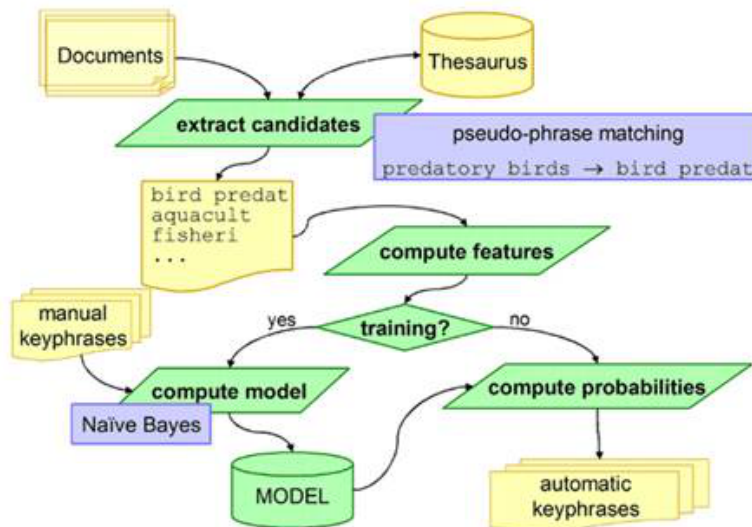 Documents
Thesaurus
extract candidates
pseudo-phrase matching
predatory birds → bird predat
bird predat
aquacult
fisheri
...
compute features
manual
keyphrases
yes
training?
no
compute model
compute probabilities
Naïve Bayes
MODEL
automatic
keyphrases